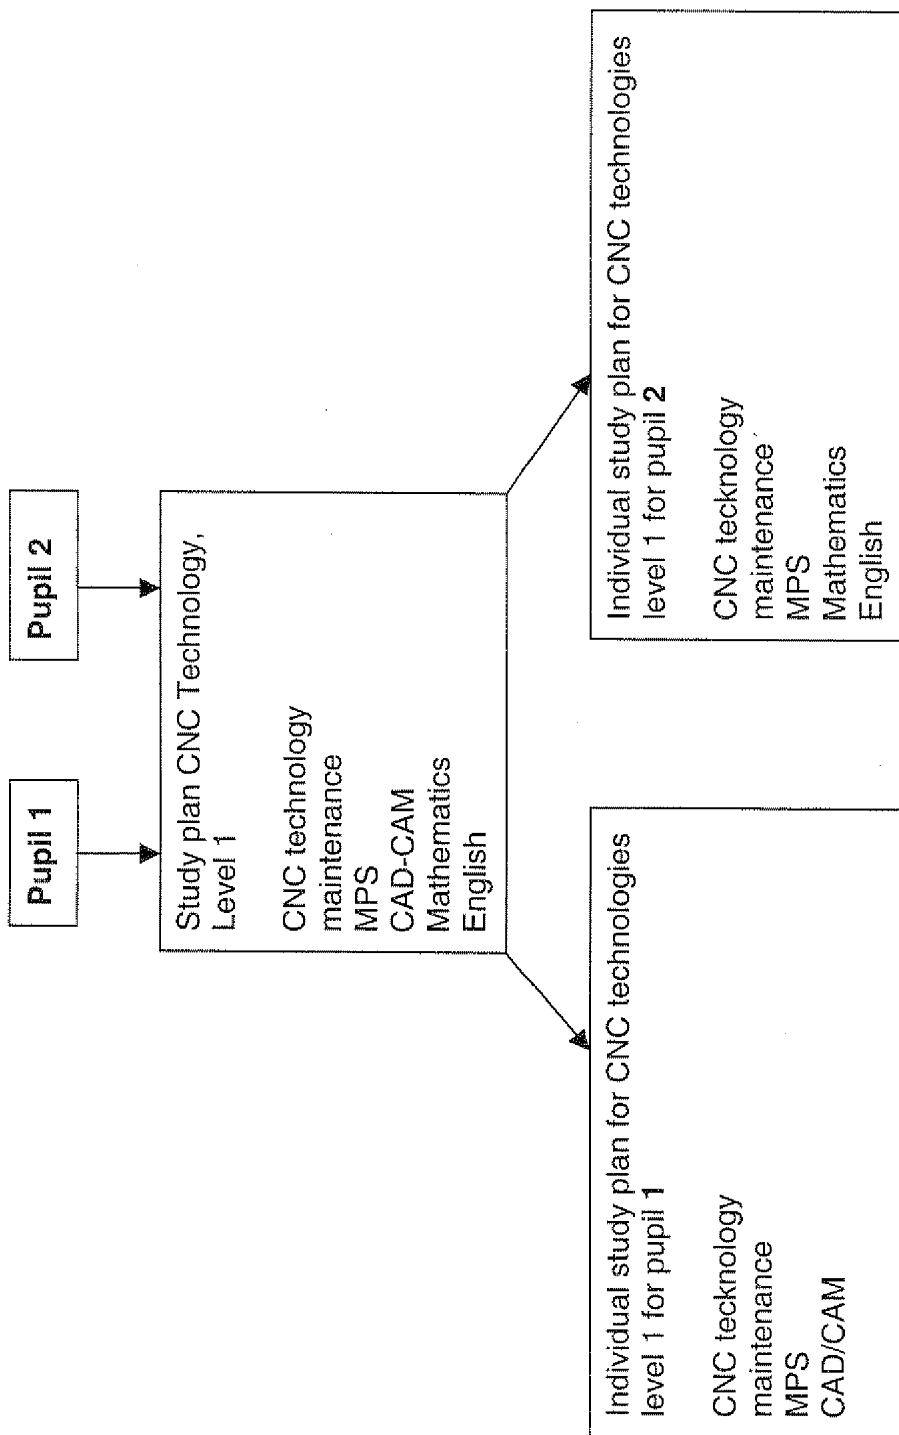 Pupil 1
Pupil 2
Study plan CNC Technology,
Level 1
CNC technology
maintenance
MPS
CAD-CAM
Mathematics
English
Individual study plan for CNC technologies
level 1 for pupil 1
CNC tecknology
maintenance
MPS
CAD/CAM
Individual study plan for CNC technologies
level 1 for pupil 2
CNC tecknology
maintenance
MPS
Mathematics
English